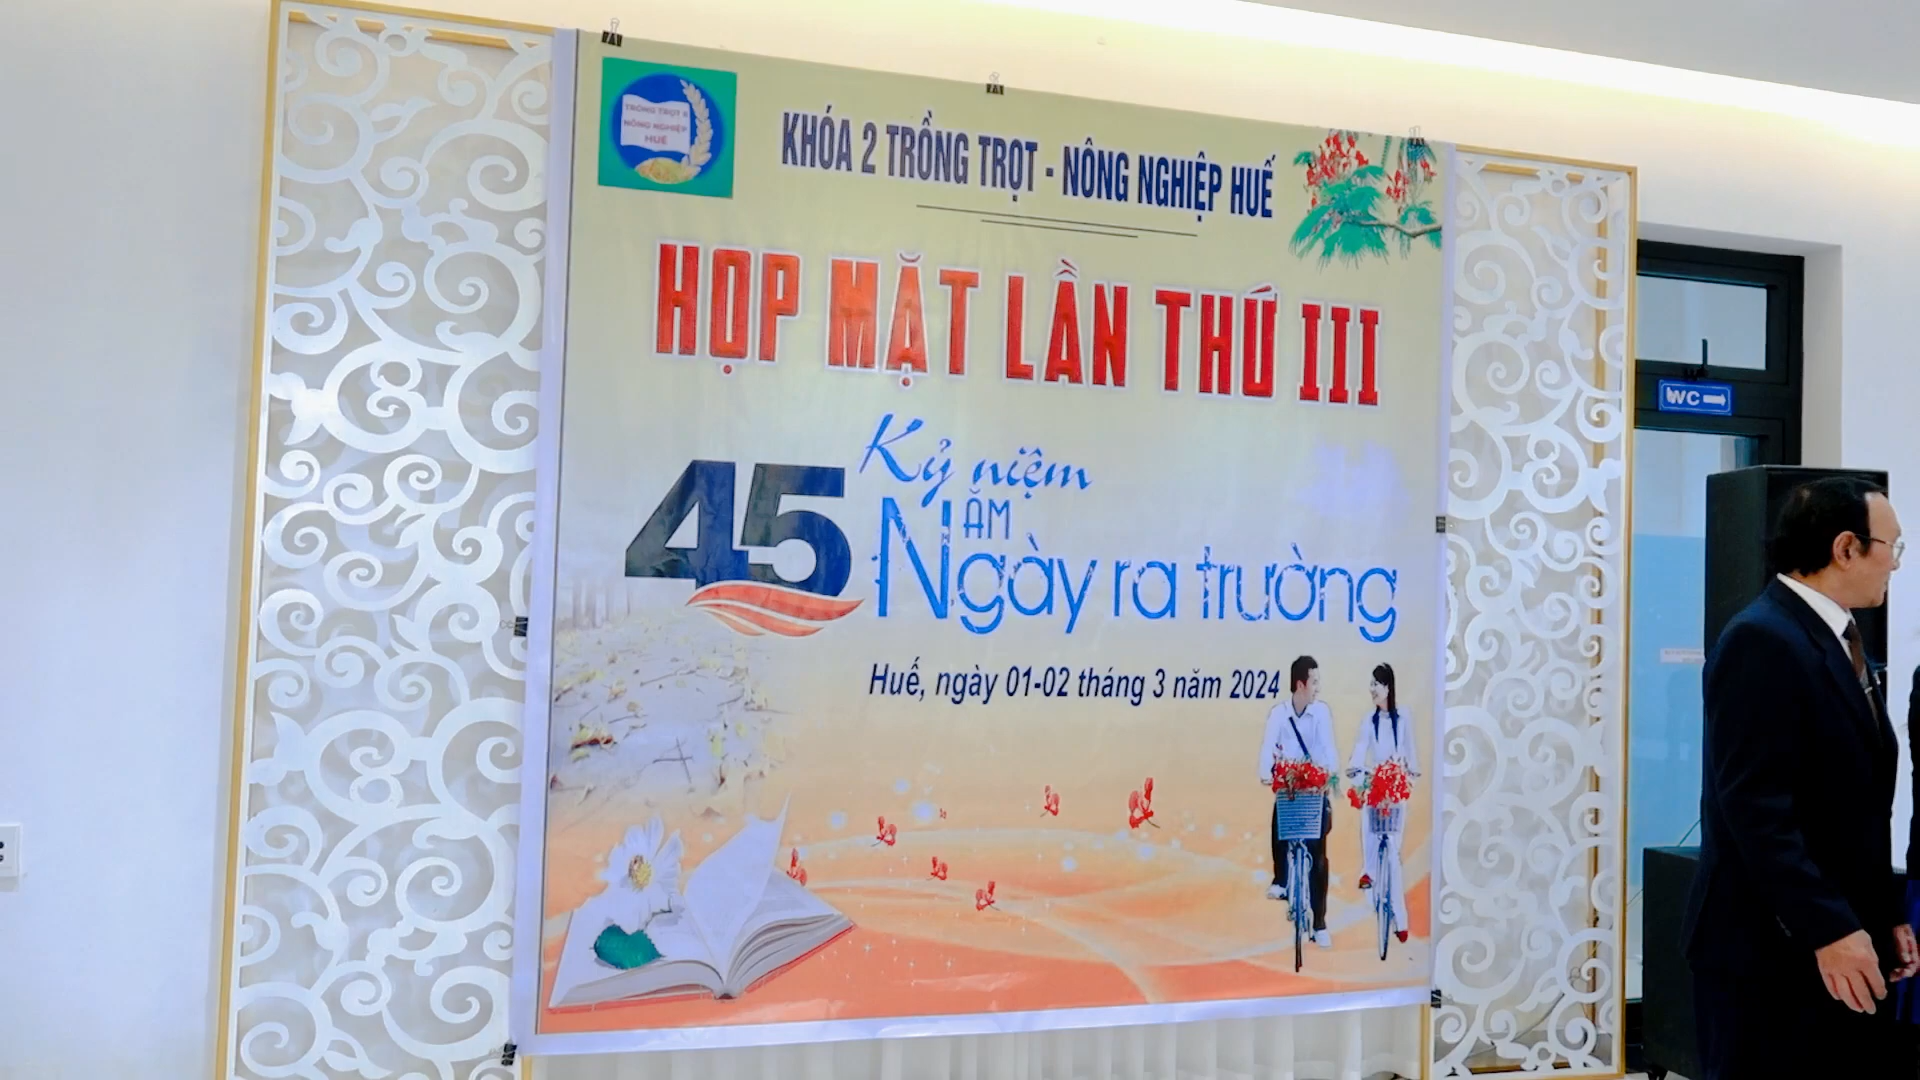 TRỒNG TRỌT &
NÔNG NGHIỆP
HUẾ
KHÓA 2 TRỒNG TRỌT - NÔNG NGHIỆP HUẾ
HỌP MẶT LẦN THỨ III
Kỷ niệm
45 NĂM
Ngày ra trường
Huế, ngày 01-02 tháng 3 năm 2024
WC